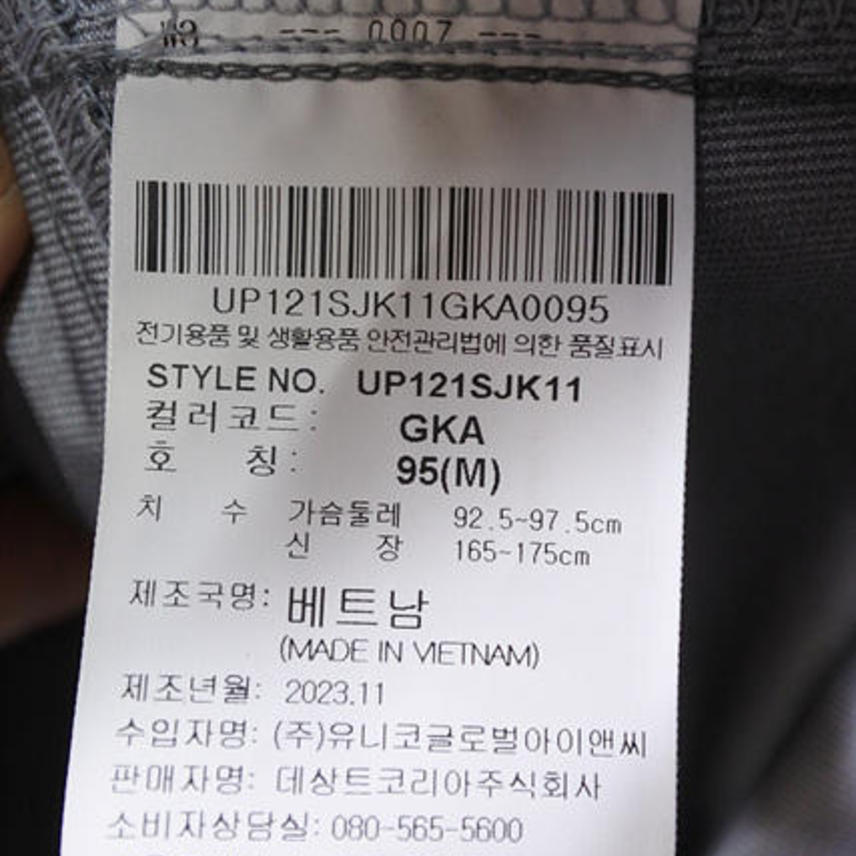 --- 0007 ---
UP121SJK11GKA0095
전기용품 및 생활용품 안전관리법에 의한 품질표시
STYLE NO. UP121SJK11
컬러코드: GKA
호 칭: 95(M)
치 수 가슴둘레 92.5~97.5cm
신 장 165~175cm
제조국명: 베트남
(MADE IN VIETNAM)
제조년월: 2023.11
수입자명: (주)유니코글로벌아이앤씨
판매자명: 데상트코리아주식회사
소비자상담실: 080-565-5600